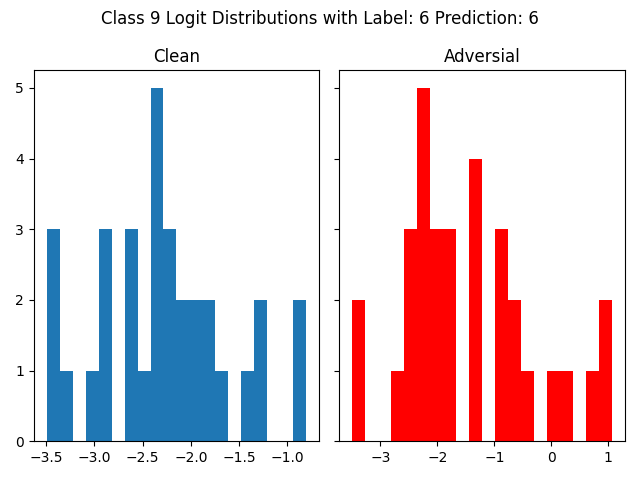 Class 9 Logit Distributions with Label: 6 Prediction: 6
Clean
Adversial
5
4
3
2
1
0
−3.5 −3.0 −2.5 −2.0 −1.5 −1.0
−3 −2 −1 0 1